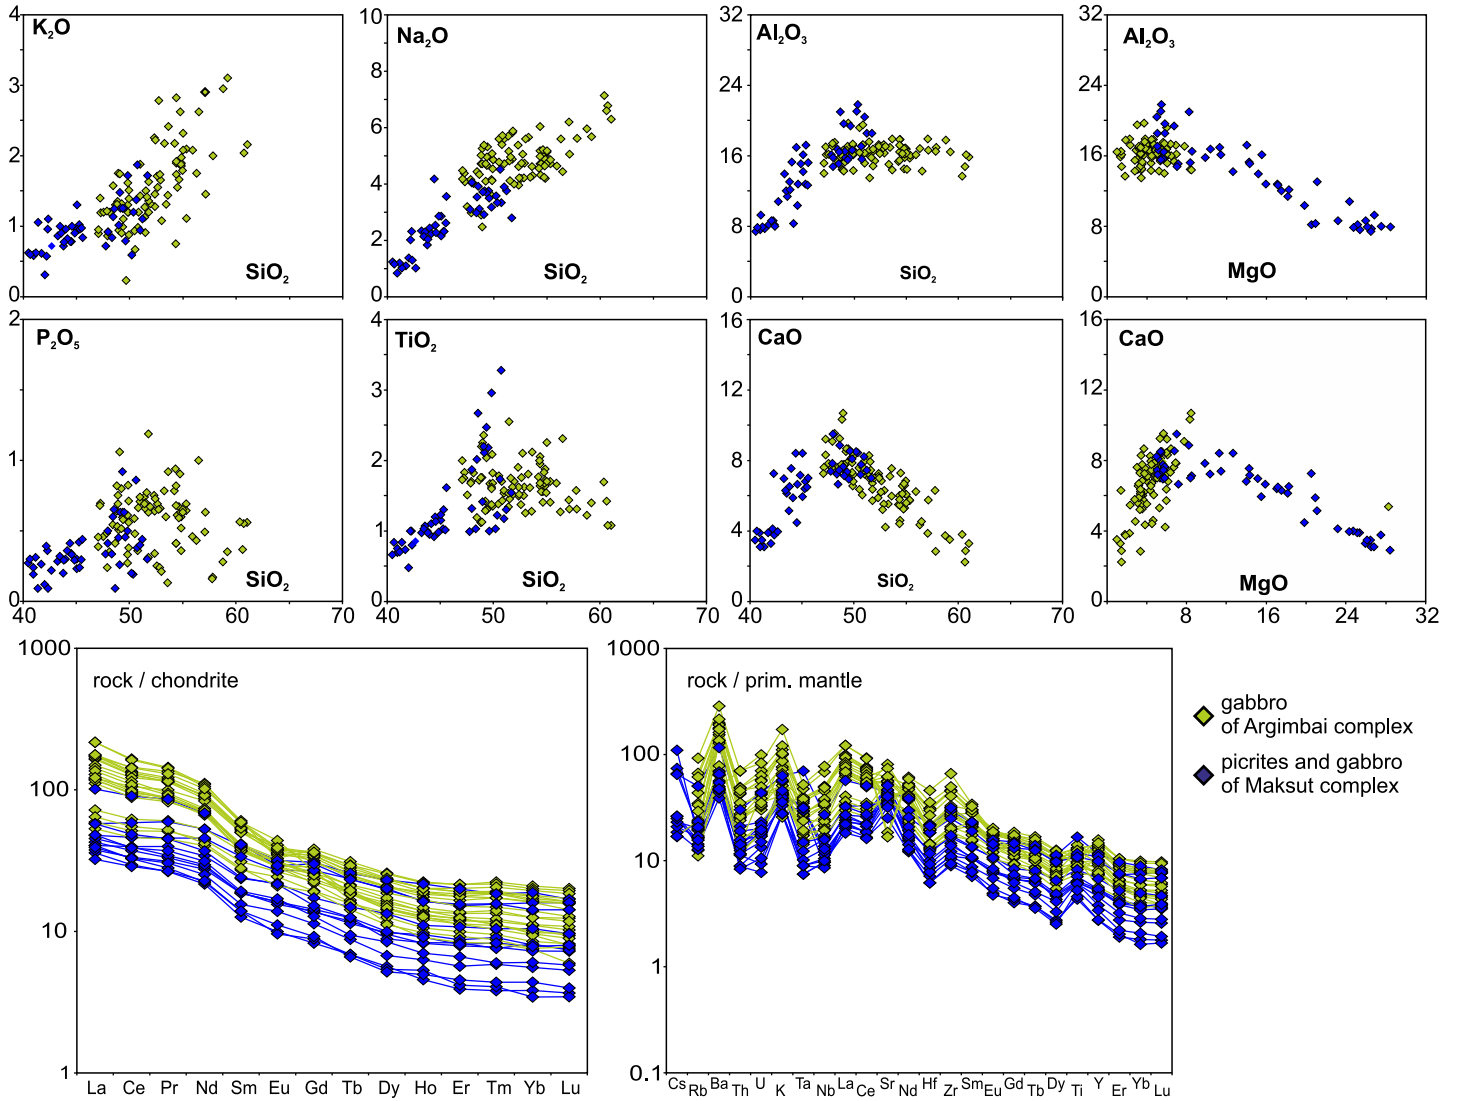 K₂O
4
3
2
1
0
SiO₂
Na₂O
10
8
6
4
2
0
SiO₂
Al₂O₃
32
24
16
8
0
SiO₂
Al₂O₃
32
24
16
8
0
MgO
P₂O₅
2
1
0
SiO₂
40 50 60 70
TiO₂
4
3
2
1
0
SiO₂
40 50 60 70
CaO
16
12
8
4
0
SiO₂
40 50 60 70
CaO
16
12
8
4
0
MgO
8 16 24 32
rock / chondrite
1000
100
10
1
La Ce Pr Nd Sm Eu Gd Tb Dy Ho Er Tm Yb Lu
rock / prim. mantle
1000
100
10
1
0.1
Cs Rb Ba Th U K Ta Nb La Ce Sr Nd Hf Zr Sm Eu Gd Tb Dy Ti Y Er Yb Lu
gabbro
of Argimbai complex
picrites and gabbro
of Maksut complex